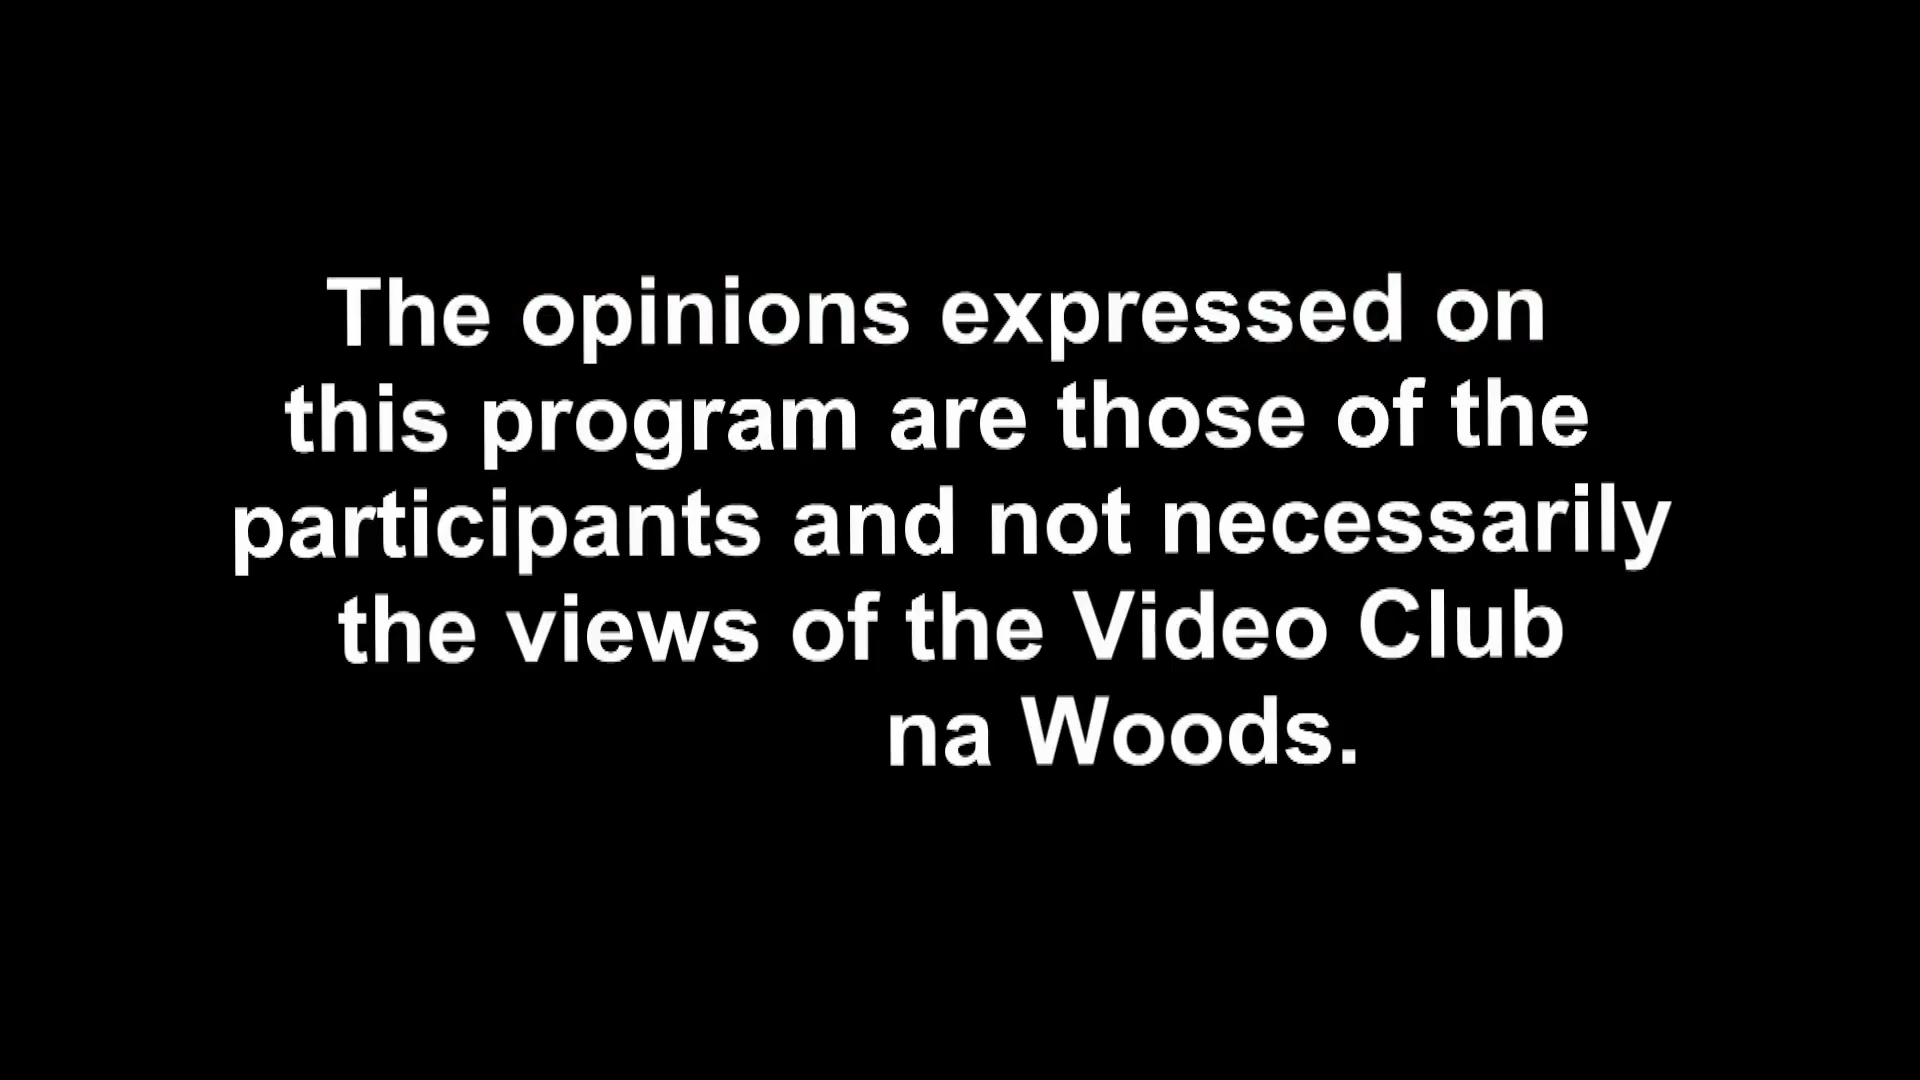 The opinions expressed on
this program are those of the
participants and not necessarily
the views of the Video Club
na Woods.